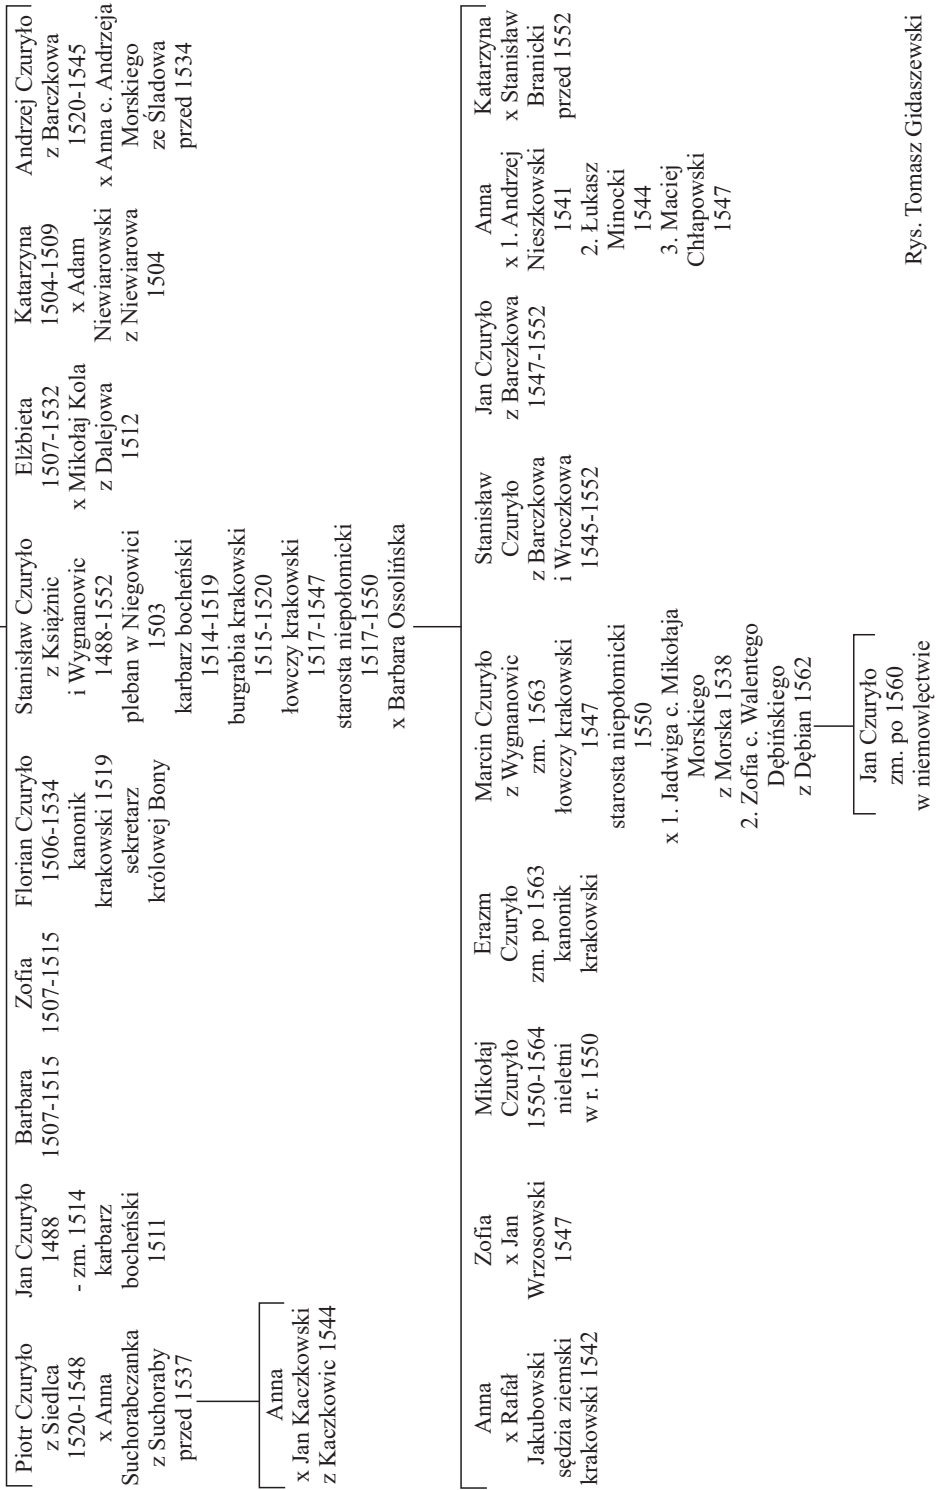 Piotr Czuryło
z Siedlca
1520-1548
x Anna
Suchorabczanka
z Suchoraby
przed 1537
Anna
x Jan Kaczkowski
z Kaczkowic 1544
Jan Czuryło
1488
- zm. 1514
karbarz
bocheński
1511
Barbara
1507-1515
Zofia
1507-1515
Florian Czuryło
1506-1534
kanonik
krakowski 1519
sekretarz
królowej Bony
Stanisław Czuryło
z Książnic
i Wygnanowic
1488-1552
pleban w Niegowici
1503
karbarz bocheński
1514-1519
burgrabia krakowski
1515-1520
łowczy krakowski
1517-1547
starosta niepołomicki
1517-1550
x Barbara Ossolińska
Elżbieta
1507-1532
x Mikołaj Kola
z Dalejowa
1512
Katarzyna
1504-1509
x Adam
Niewiarowski
z Niewiarowa
1504
Andrzej Czuryło
z Barczkowa
1520-1545
x Anna c. Andrzeja
Morskiego
ze Śladowa
przed 1534
Anna
x Rafał
Jakubowski
sędzia ziemski
krakowski 1542
Zofia
x Jan
Wrzosowski
1547
Mikołaj
Czuryło
1550-1564
nieletni
w r. 1550
Erazm
Czuryło
zm. po 1563
kanonik
krakowski
Marcin Czuryło
z Wygnanowic
zm. 1563
łowczy krakowski
1547
starosta niepołomicki
1550
x 1. Jadwiga c. Mikołaja
Morskiego
z Morska 1538
2. Zofia c. Walentego
Dębińskiego
z Dębian 1562
Jan Czuryło
zm. po 1560
w niemowlęctwie
Stanisław
Czuryło
z Barczkowa
i Wroczkowa
1545-1552
Jan Czuryło
z Barczkowa
1547-1552
Anna
x 1. Andrzej
Nieszkowski
1541
2. Łukasz
Minocki
1544
3. Maciej
Chłapowski
1547
Katarzyna
x Stanisław
Branicki
przed 1552
Rys. Tomasz Gidaszewski